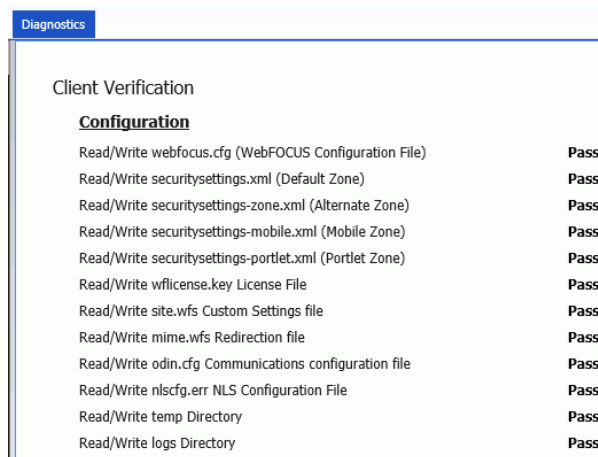 Diagnostics
Client Verification
Configuration
Read/Write webfocus.cfg (WebFOCUS Configuration File) Pass
Read/Write securitysettings.xml (Default Zone) Pass
Read/Write securitysettings-zone.xml (Alternate Zone) Pass
Read/Write securitysettings-mobile.xml (Mobile Zone) Pass
Read/Write securitysettings-portlet.xml (Portlet Zone) Pass
Read/Write wflicense.key License File Pass
Read/Write site.wfs Custom Settings file Pass
Read/Write mime.wfs Redirection file Pass
Read/Write odin.cfg Communications configuration file Pass
Read/Write nlscfg.err NLS Configuration File Pass
Read/Write temp Directory Pass
Read/Write logs Directory Pass